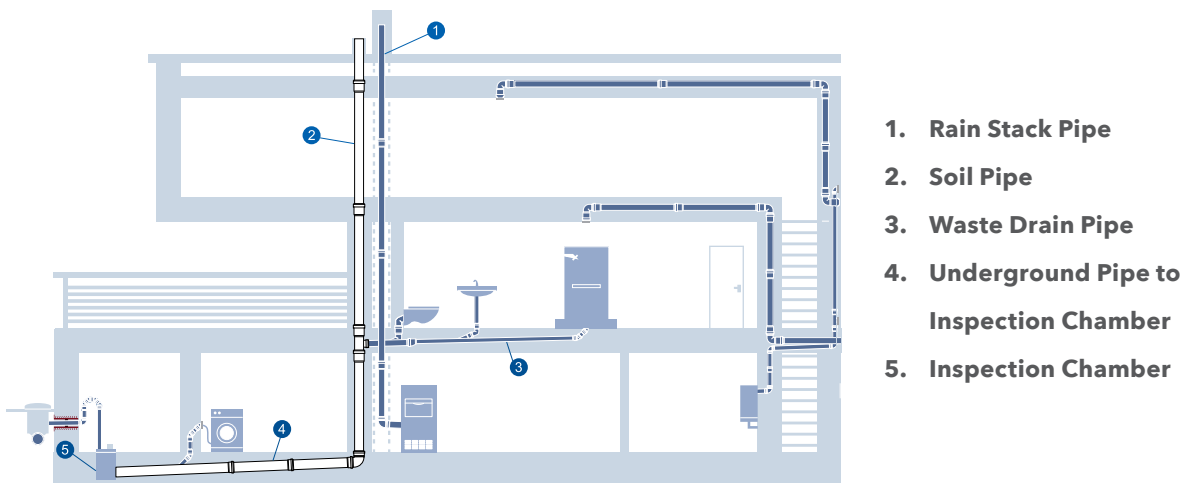 1
2
3
4
5
1. Rain Stack Pipe
2. Soil Pipe
3. Waste Drain Pipe
4. Underground Pipe to
Inspection Chamber
5. Inspection Chamber